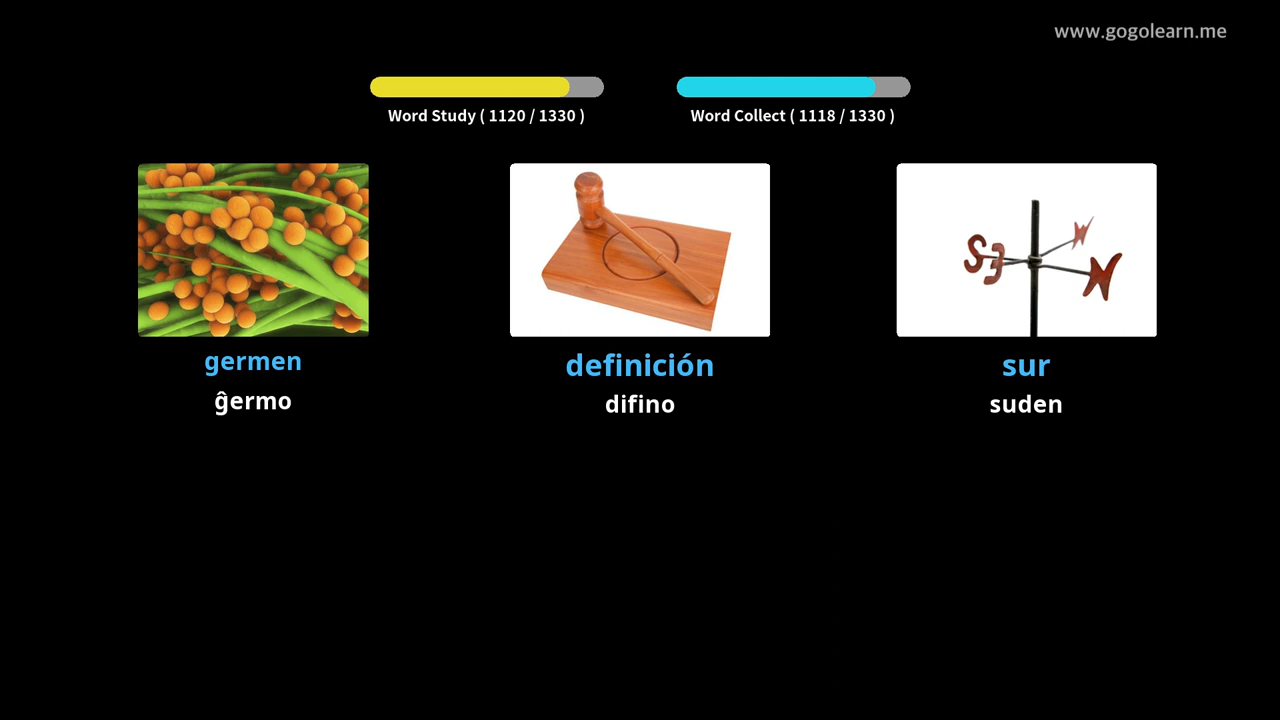 www.gogolearn.me
Word Study ( 1120 / 1330 )
Word Collect ( 1118 / 1330 )
germen
ĝermo
definición
difino
sur
suden